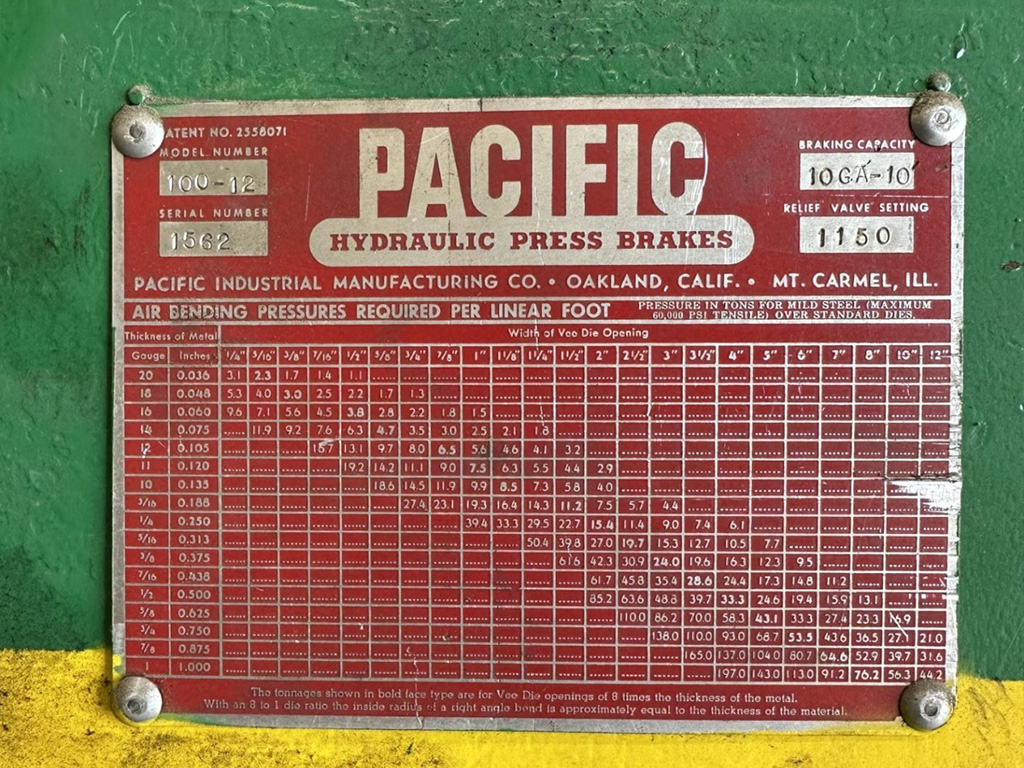 PATENT NO. 2558071
MODEL NUMBER
100-12
SERIAL NUMBER
1562
PACIFIC
HYDRAULIC PRESS BRAKES
BRAKING CAPACITY
10GA-10'
RELIEF VALVE SETTING
1150
PACIFIC INDUSTRIAL MANUFACTURING CO. • OAKLAND, CALIF. • MT. CARMEL, ILL.
AIR BENDING PRESSURES REQUIRED PER LINEAR FOOT
PRESSURE IN TONS FOR MILD STEEL (MAXIMUM
60,000 PSI TENSILE) OVER STANDARD DIES.
Thickness of Metal Width of Vee Die Opening
Gauge Inches 1/4" 5/16" 3/8" 7/16" 1/2" 5/8" 3/4" 7/8" 1" 1 1/8" 1 1/4" 1 1/2" 2" 2 1/2" 3" 3 1/2" 4" 5" 6" 7" 8" 10" 12"
20 0.036 3.1 2.3 1.7 1.4 1.1
18 0.048 5.3 4.0 3.0 2.5 2.2 1.7 1.3
16 0.060 9.6 7.1 5.6 4.5 3.8 2.8 2.2 1.8 1.5
14 0.075 11.9 9.2 7.6 6.3 4.7 3.5 3.0 2.5 2.1 1.8
12 0.105 16.7 13.1 9.7 8.0 6.5 5.6 4.6 4.1 3.2
11 0.120 19.2 14.2 11.1 9.0 7.5 6.3 5.5 4.4 2.9
10 0.135 18.6 14.5 11.9 9.9 8.5 7.3 5.8 4.0
3/16 0.188 27.4 23.1 19.3 16.4 14.3 11.2 7.5 5.7 4.4
1/4 0.250 39.4 33.3 29.5 22.7 15.4 11.4 9.0 7.4 6.1
5/16 0.313 50.4 39.8 27.0 19.7 15.3 12.7 10.5 7.7
3/8 0.375 61.6 42.3 30.9 24.0 19.6 16.3 12.3 9.5
7/16 0.438 61.7 45.8 35.4 28.6 24.4 17.3 14.8 11.2
1/2 0.500 85.2 63.6 48.8 39.7 33.3 24.6 19.4 15.9 13.1
5/8 0.625 110.0 86.2 70.0 58.3 43.1 33.3 27.4 23.3 16.9
3/4 0.750 138.0 110.0 93.0 68.7 53.5 43.6 36.5 27.1 21.0
7/8 0.875 165.0 137.0 104.0 80.7 64.6 52.9 39.7 31.6
1 1.000 197.0 143.0 113.0 91.2 76.2 56.3 44.2
The tonnages shown in bold face type are for Vee Die openings of 8 times the thickness of the metal.
With an 8 to 1 die ratio the inside radius of a right angle bend is approximately equal to the thickness of the material.